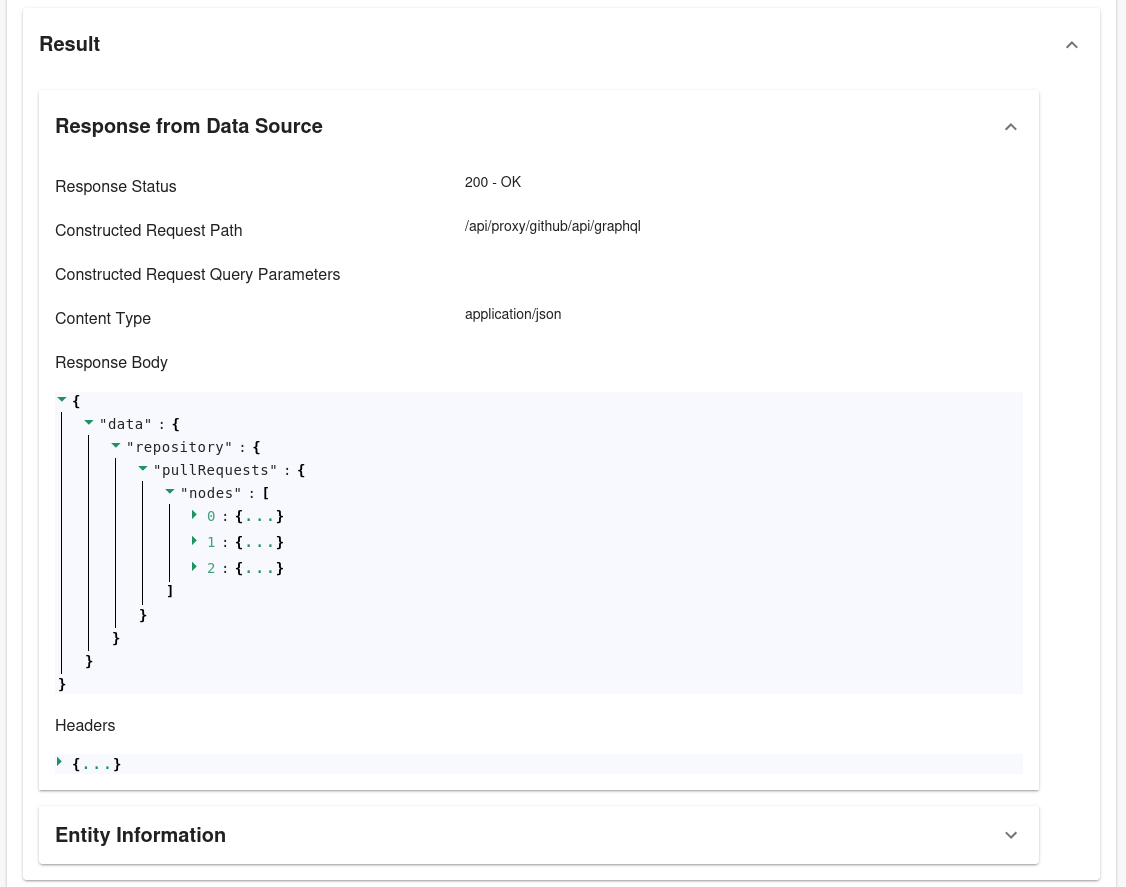 Result
Response from Data Source
Response Status 200 - OK
Constructed Request Path /api/proxy/github/api/graphql
Constructed Request Query Parameters
Content Type application/json
Response Body
{
"data" : {
"repository" : {
"pullRequests" : {
"nodes" : [
0 : {...}
1 : {...}
2 : {...}
]
}
}
}
}
Headers
{...}
Entity Information